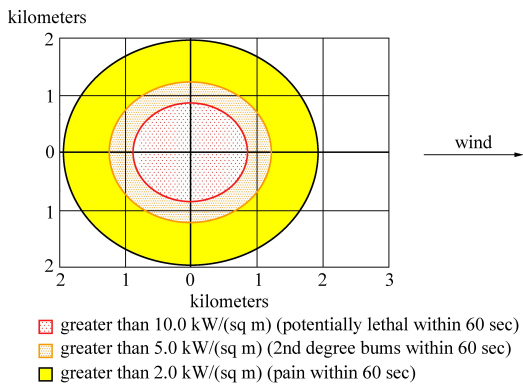 kilometers
2
1
0
1
2
2 1 0 1 2 3
kilometers
wind
greater than 10.0 kW/(sq m) (potentially lethal within 60 sec)
greater than 5.0 kW/(sq m) (2nd degree bums within 60 sec)
greater than 2.0 kW/(sq m) (pain within 60 sec)